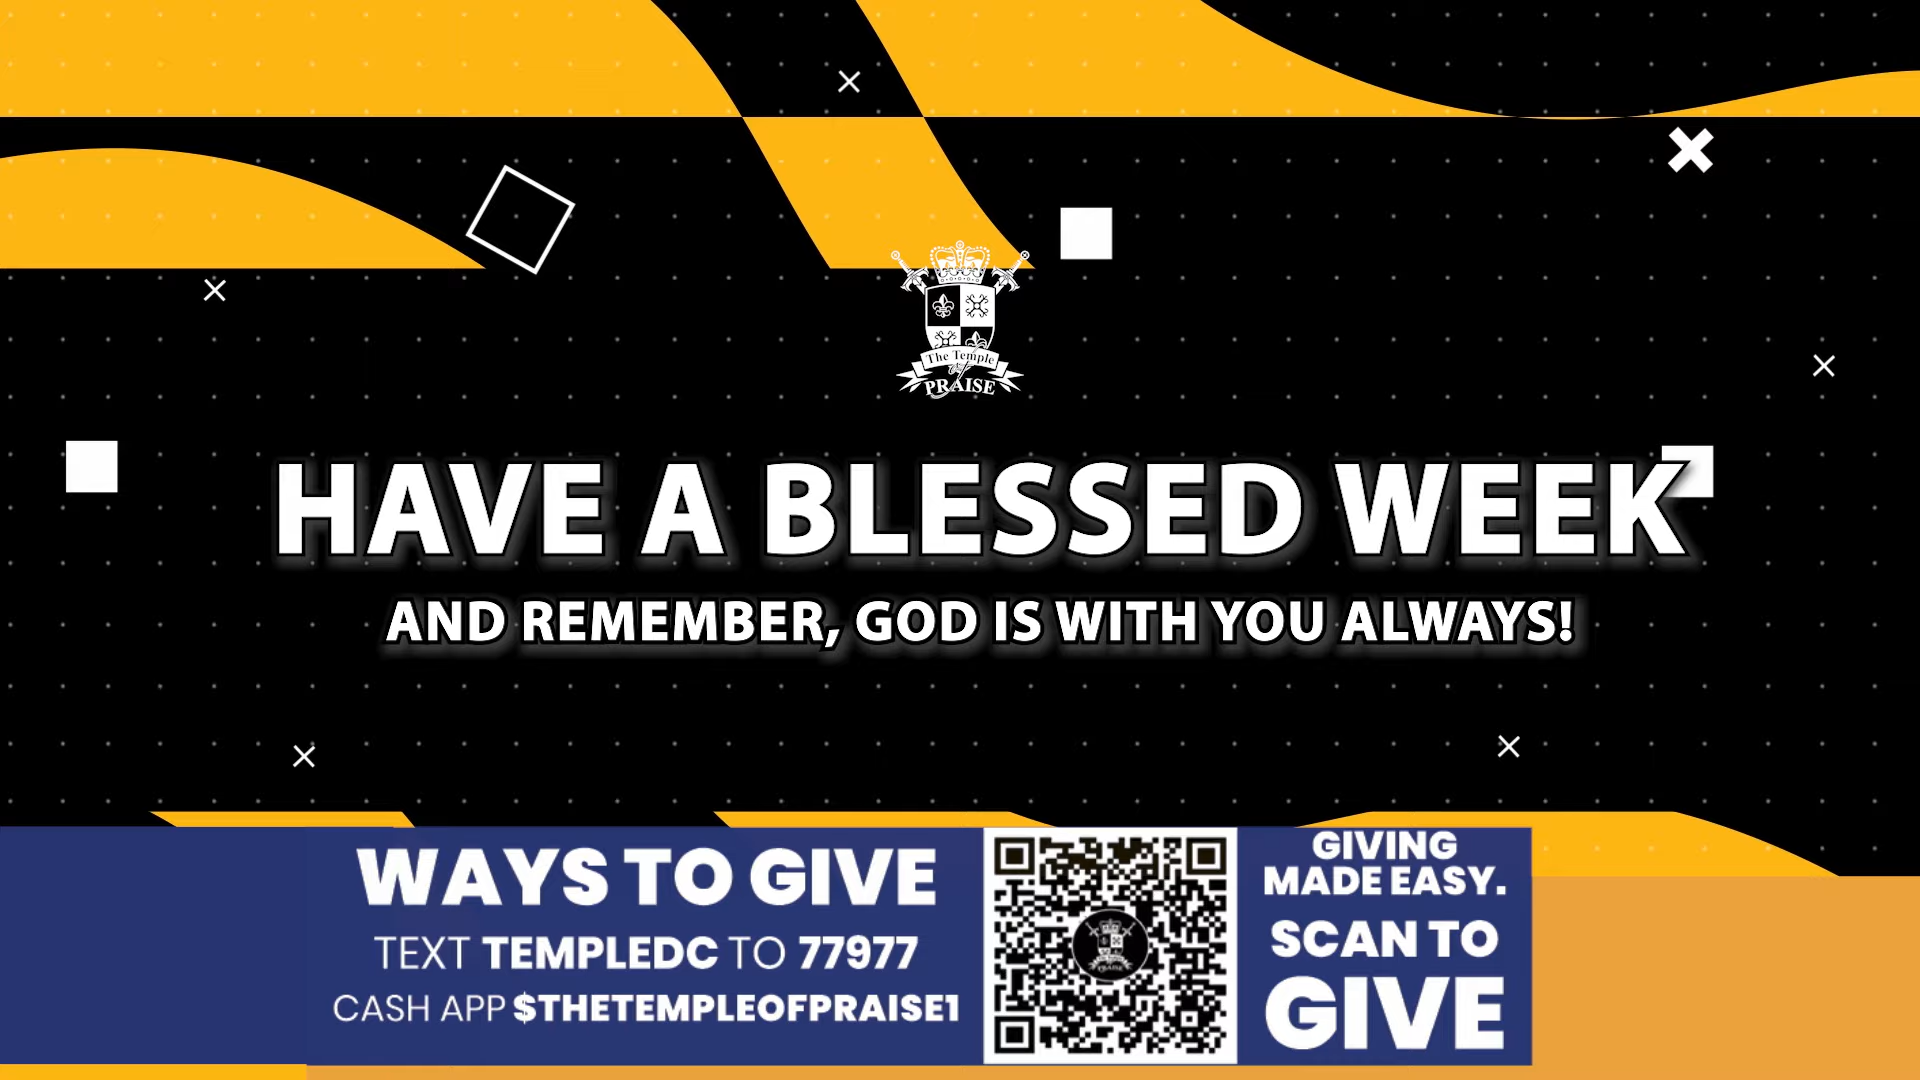 The Temple
of
PRAISE
HAVE A BLESSED WEEK
AND REMEMBER, GOD IS WITH YOU ALWAYS!
WAYS TO GIVE
TEXT TEMPLEDC TO 77977
CASH APP $THETEMPLEOFPRAISE1
GIVING
MADE EASY.
SCAN TO
GIVE